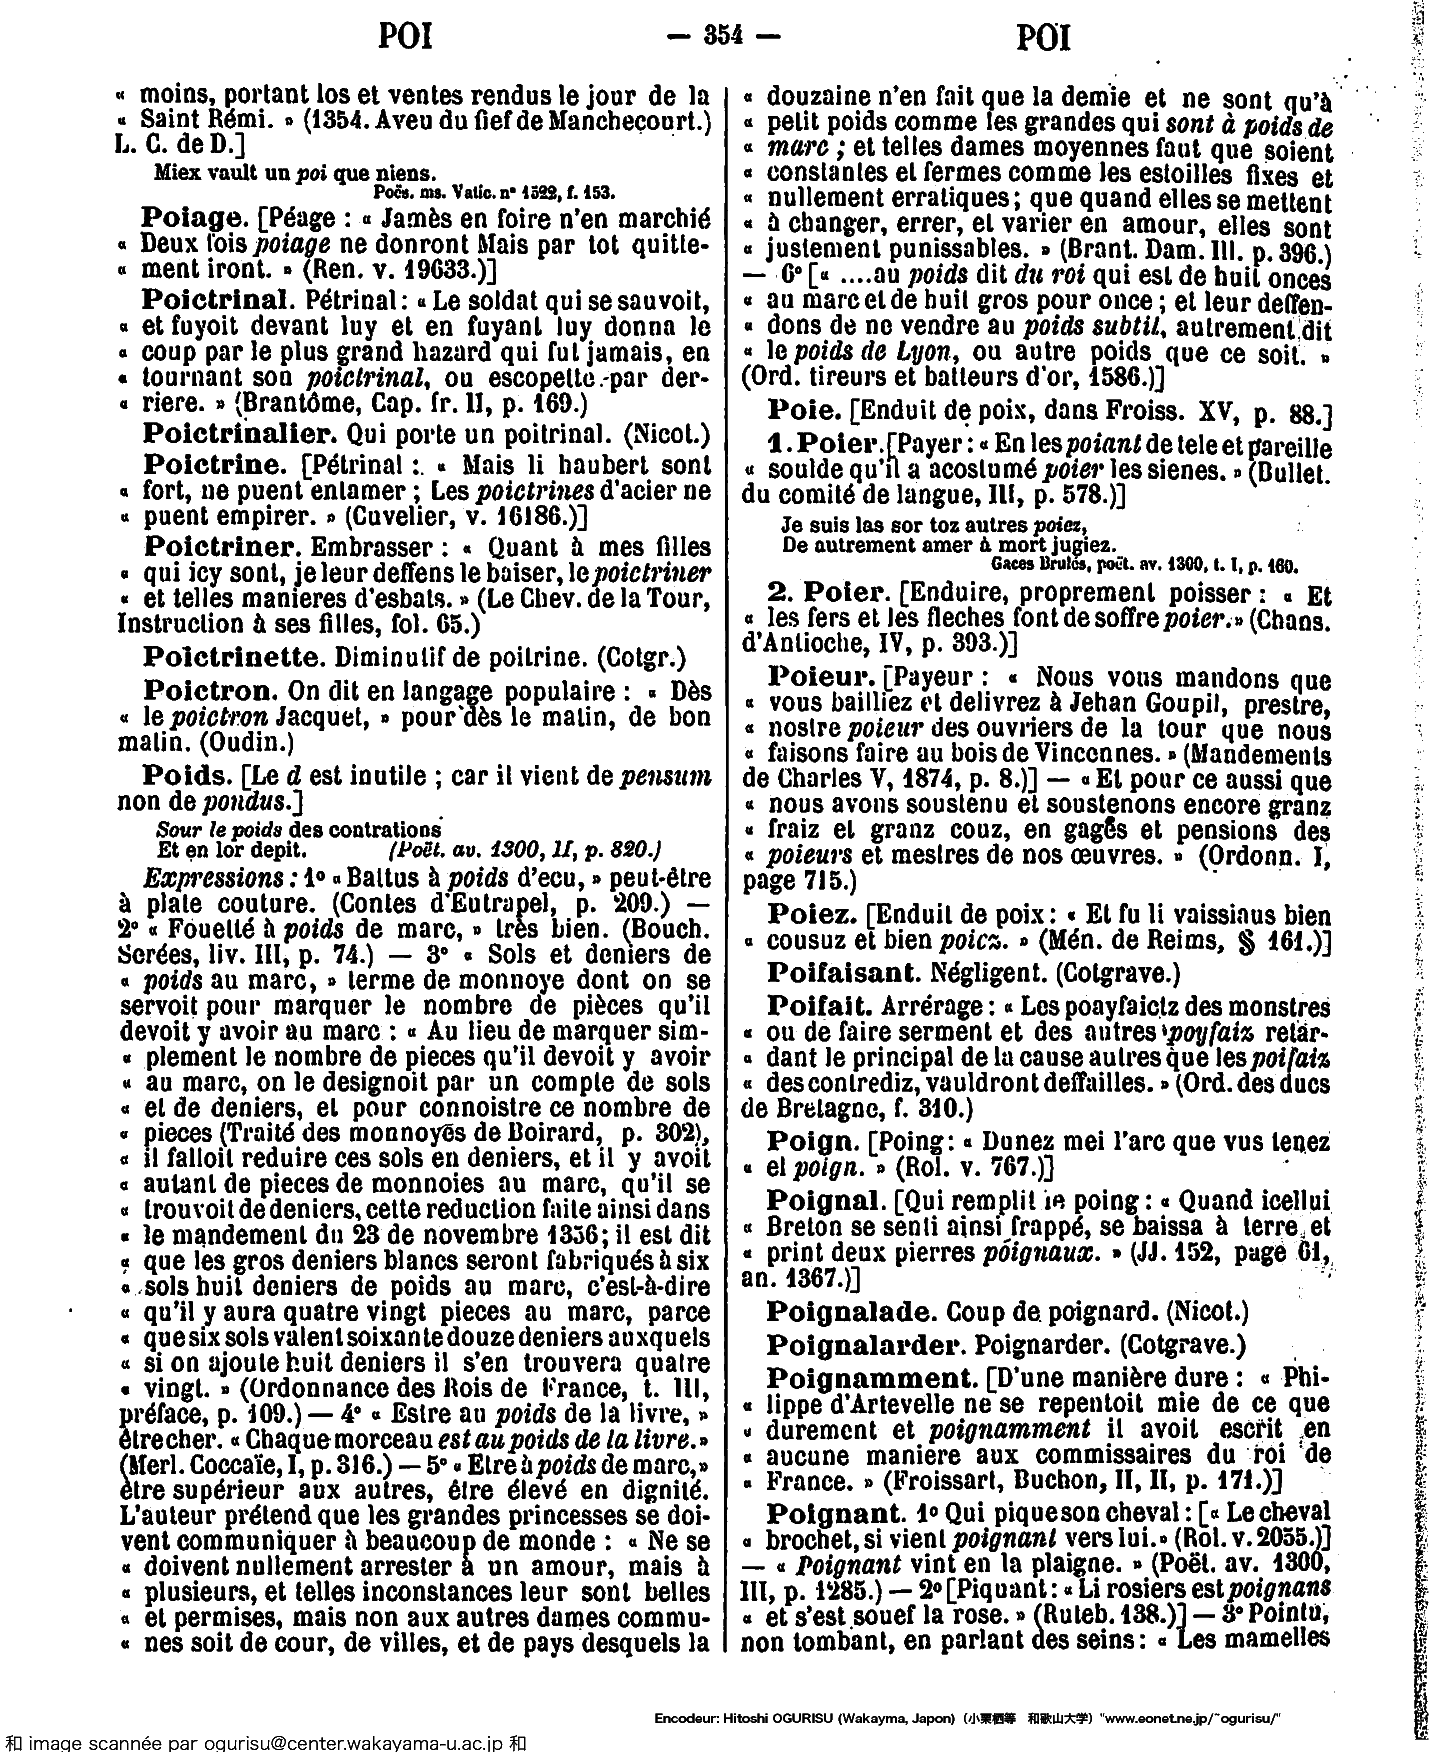 POI — 354 — POI
« moins, portant los et ventes rendus le jour de la
« Saint Rémi. » (1354. Aveu du fief de Manchecourt.)
L. C. de D.]
Miex vault un poi que niens.
Poës. ms. Vatic. n° 1522, f. 153.
Poiage. [Péage : « Jamès en foire n'en marchié
« Deux fois poiage ne donront Mais par tot quitte-
« ment iront. » (Ren. v. 19633.)]
Poictrinal. Pétrinal : « Le soldat qui se sauvoit,
« et fuyoit devant luy et en fuyant luy donna le
« coup par le plus grand hazard qui fut jamais, en
« tournant son poictrinal, ou escopette par der-
« riere. » (Brantôme, Cap. fr. II, p. 169.)
Poictrinalier. Qui porte un poitrinal. (Nicot.)
Poictrine. [Pétrinal : « Mais li haubert sont
« fort, ne puent entamer ; Les poictrines d'acier ne
« puent empirer. » (Cuvelier, v. 16186.)]
Poictriner. Embrasser : « Quant à mes filles
« qui icy sont, je leur deffens le baiser, le poictriner
« et telles manieres d'esbats. » (Le Chev. de la Tour,
Instruction à ses filles, fol. 65.)
Poictrinette. Diminutif de poitrine. (Cotgr.)
Poictron. On dit en langage populaire : « Dès
« le poictron Jacquet, » pour dès le matin, de bon
matin. (Oudin.)
Poids. [Le d est inutile ; car il vient de pensum
non de pondus.]
Sour le poids des contrations
Et en lor depit. (Poët. av. 1300, II, p. 820.)
Expressions : 1° « Battus à poids d'ecu, » peut-être
à plate couture. (Contes d'Eutrapel, p. 209.) —
2° « Fouetté à poids de marc, » très bien. (Bouch.
Serées, liv. III, p. 74.) — 3° « Sols et deniers de
« poids au marc, » terme de monnoye dont on se
servoit pour marquer le nombre de pièces qu'il
devoit y avoir au marc : « Au lieu de marquer sim-
« plement le nombre de pieces qu'il devoit y avoir
« au marc, on le designoit par un compte de sols
« et de deniers, et pour connoistre ce nombre de
« pieces (Traité des monnoyes de Boirard, p. 302),
« il falloit reduire ces sols en deniers, et il y avoit
« autant de pieces de monnoies au marc, qu'il se
« trouvoit de deniers, cette reduction faite ainsi dans
« le mandement du 23 de novembre 1356 ; il est dit
« que les gros deniers blancs seront fabriqués à six
« sols huit deniers de poids au marc, c'est-à-dire
« qu'il y aura quatre vingt pieces au marc, parce
« que six sols valent soixante douze deniers auxquels
« si on ajoute huit deniers il s'en trouvera quatre
« vingt. » (Ordonnance des Rois de France, t. III,
préface, p. 109.) — 4° « Estre au poids de la livre, »
être cher. « Chaque morceau est au poids de la livre. »
(Merl. Coccaïe, I, p. 316.) — 5° « Etre à poids de marc, »
être supérieur aux autres, être élevé en dignité.
L'auteur prétend que les grandes princesses se doi-
vent communiquer à beaucoup de monde : « Ne se
« doivent nullement arrester à un amour, mais à
« plusieurs, et telles inconstances leur sont belles
« et permises, mais non aux autres dames commu-
« nes soit de cour, de villes, et de pays desquels la
« douzaine n'en fait que la demie et ne sont qu'à
« petit poids comme les grandes qui sont à poids de
« marc ; et telles dames moyennes faut que soient
« constantes et fermes comme les estoilles fixes et
« nullement erratiques ; que quand elles se mettent
« à changer, errer, et varier en amour, elles sont
« justement punissables. » (Brant. Dam. III. p. 396.)
— 6° [« ....au poids dit du roi qui est de huit onces
« au marc et de huit gros pour once ; et leur deffen-
« dons de ne vendre au poids subtil, autrement dit
« le poids de Lyon, ou autre poids que ce soit. »
(Ord. tireurs et batteurs d'or, 1586.)]
Poie. [Enduit de poix, dans Froiss. XV, p. 88.]
1. Poier. [Payer : « En les poiant de tele et pareille
« soulde qu'il a acostumé poier les sienes. » (Bullet.
du comité de langue, III, p. 578.)]
Je suis las sor toz autres poiez,
De autrement amer à mort jugiez.
Gaces Brulés, poët. av. 1300, t. I, p. 160.
2. Poier. [Enduire, proprement poisser : « Et
« les fers et les fleches font de soffre poier. » (Chans.
d'Antioche, IV, p. 393.)]
Poieur. [Payeur : « Nous vous mandons que
« vous bailliez et delivrez à Jehan Goupil, prestre,
« nostre poieur des ouvriers de la tour que nous
« faisons faire au bois de Vincennes. » (Mandements
de Charles V, 1874, p. 8.)] — « Et pour ce aussi que
« nous avons soustenu et soustenons encore granz
« fraiz et granz couz, en gages et pensions des
« poieurs et mestres de nos œuvres. » (Ordonn. I,
page 715.)
Poiez. [Enduit de poix : « Et fu li vaissiaus bien
« cousuz et bien poiez. » (Mén. de Reims, § 161.)]
Poifaisant. Négligent. (Cotgrave.)
Poifait. Arrérage : « Les poayfaictz des monstres
« ou de faire serment et des autres poyfaiz retar-
« dant le principal de la cause autres que les poifaiz
« des contrediz, vauldront deffailles. » (Ord. des ducs
de Bretagne, f. 310.)
Poign. [Poing : « Dunez mei l'arc que vus tenez
« el poign. » (Rol. v. 767.)]
Poignal. [Qui remplit le poing : « Quand icellui
« Breton se senti ainsi frappé, se baissa à terre et
« print deux pierres poignaux. » (JJ. 152, page 61,
an. 1367.)]
Poignalade. Coup de poignard. (Nicot.)
Poignalarder. Poignarder. (Cotgrave.)
Poignamment. [D'une manière dure : « Phi-
« lippe d'Artevelle ne se repentoit mie de ce que
« durement et poignamment il avoit escrit en
« aucune maniere aux commissaires du roi de
« France. » (Froissart, Buchon, II, II, p. 171.)]
Poignant. 1° Qui pique son cheval : [« Le cheval
« brochet, si vient poignant vers lui. » (Rol. v. 2055.)]
— « Poignant vint en la plaigne. » (Poët. av. 1300,
III, p. 1285.) — 2° [Piquant : « Li rosiers est poignans
« et s'est souef la rose. » (Ruteb. 138.)] — 3° Pointu,
non tombant, en parlant des seins : « Les mamelles
Encodeur: Hitoshi OGURISU (Wakayma, Japon) (小栗栖等 和歌山大学) "www.eonet.ne.jp/~ogurisu/"
和 image scannée par ogurisu@center.wakayama-u.ac.jp 和